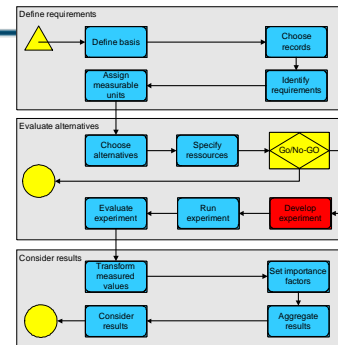 Define requirements
Define basis
Choose
records
Assign
measurable
units
Identify
requirements
Evaluate alternatives
Choose
alternatives
Specify
ressources
Go/No-GO
Evaluate
experiment
Run
experiment
Develop
experiment
Consider results
Transform
measured
values
Set importance
factors
Consider
results
Aggregate
results